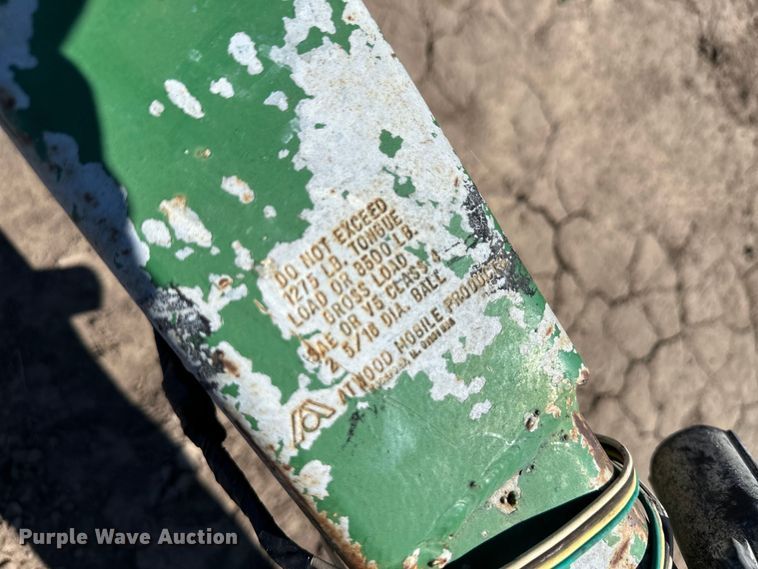 DO NOT EXCEED
1275 LB. TONGUE
LOAD OR 8500 LB.
GROSS LOAD
SAE OR V5 CLASS 4
2 5/16 DIA. BALL
ATWOOD MOBILE PRODUCTS
Purple Wave Auction